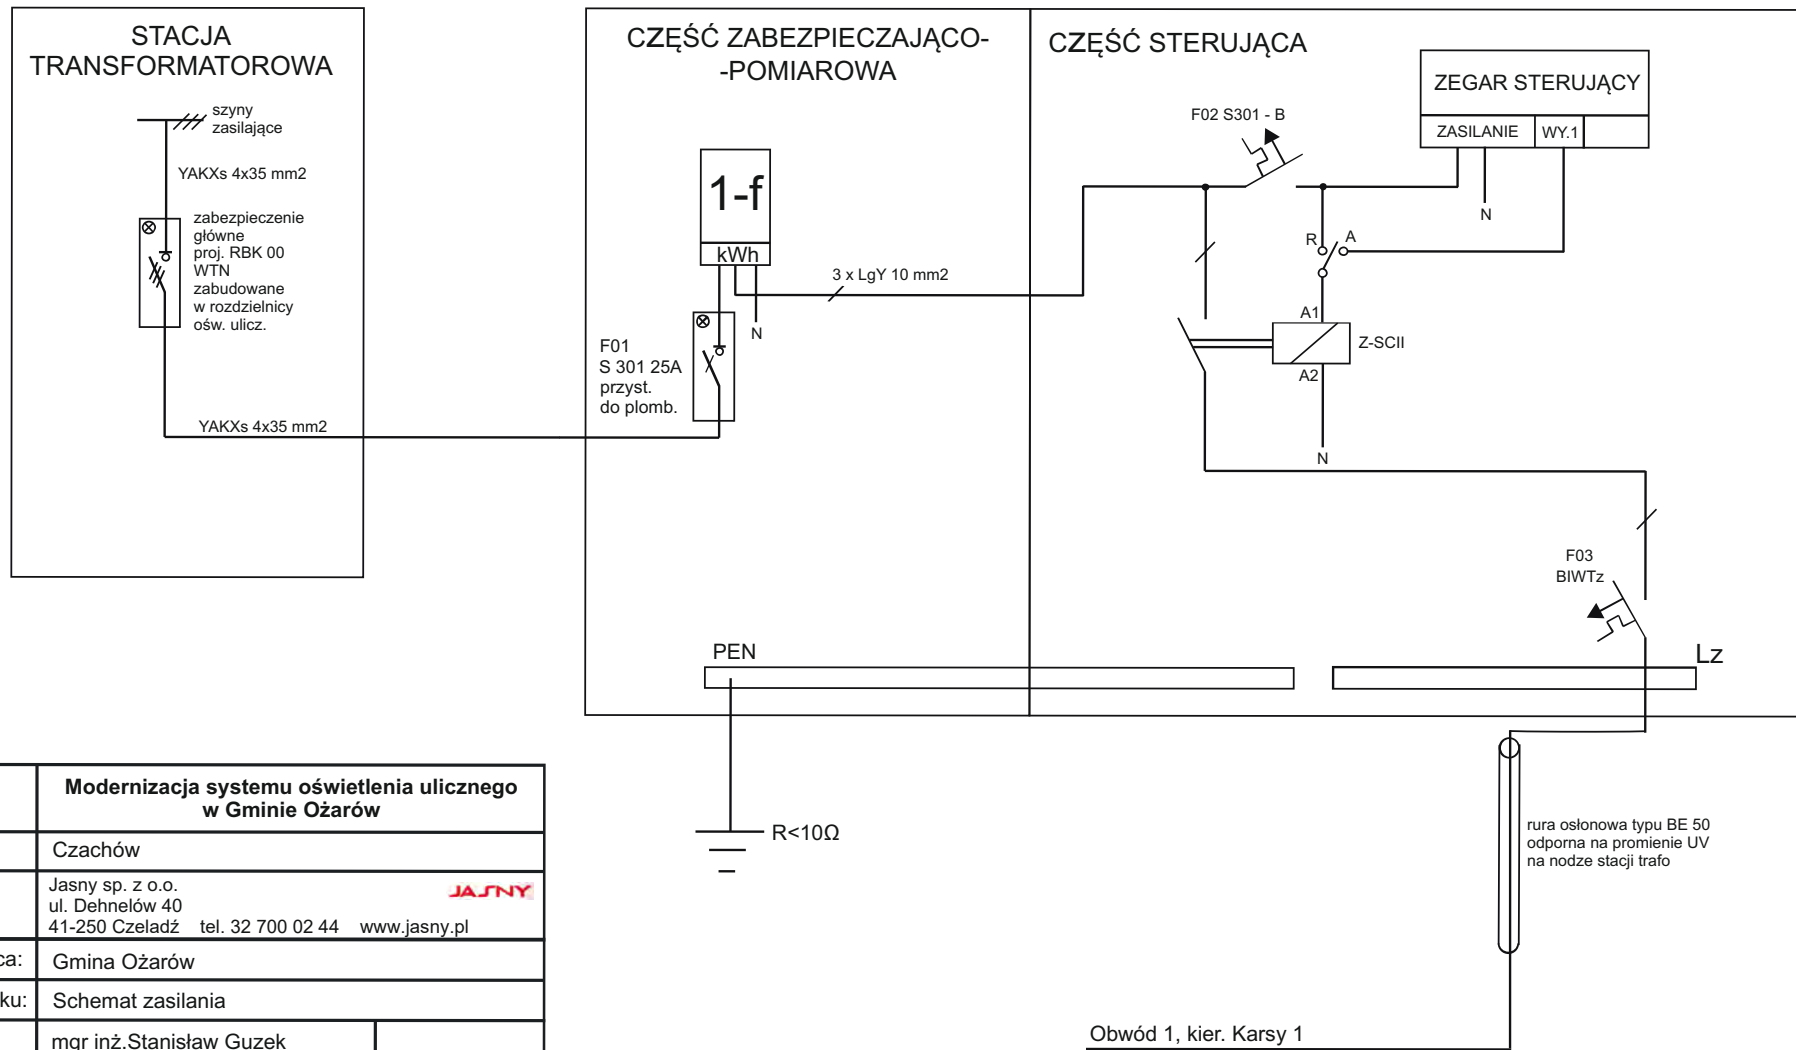 STACJA
TRANSFORMATOROWA
szyny
zasilające
YAKXs 4x35 mm2
zabezpieczenie
główne
proj. RBK 00
WTN
zabudowane
w rozdzielnicy
ośw. ulicz.
YAKXs 4x35 mm2
CZĘŚĆ ZABEZPIECZAJĄCO-
-POMIAROWA
1-f
kWh
N
F01
S 301 25A
przyst.
do plomb.
3 x LgY 10 mm2
PEN
R<10Ω
CZĘŚĆ STERUJĄCA
ZEGAR STERUJĄCY
ZASILANIE WY.1
F02 S301 - B
N
R A
A1
Z-SCII
A2
N
F03
BIWTz
Lz
rura osłonowa typu BE 50
odporna na promienie UV
na nodze stacji trafo
Obwód 1, kier. Karsy 1
Modernizacja systemu oświetlenia ulicznego
w Gminie Ożarów
Czachów
Jasny sp. z o.o.
JASNY
ul. Dehnelów 40
41-250 Czeladź tel. 32 700 02 44 www.jasny.pl
ca: Gmina Ożarów
ku: Schemat zasilania
mgr inż.Stanisław Guzek